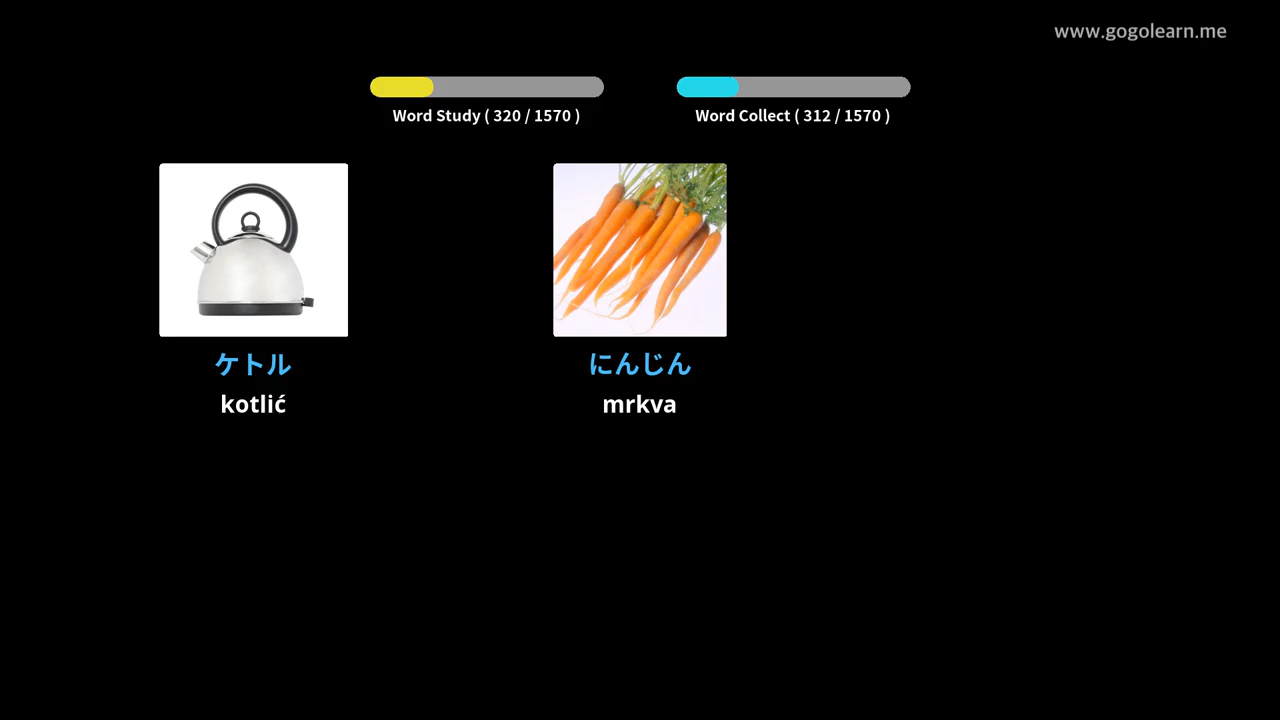 www.gogolearn.me
Word Study ( 320 / 1570 )
Word Collect ( 312 / 1570 )
ケトル
kotlić
にんじん
mrkva